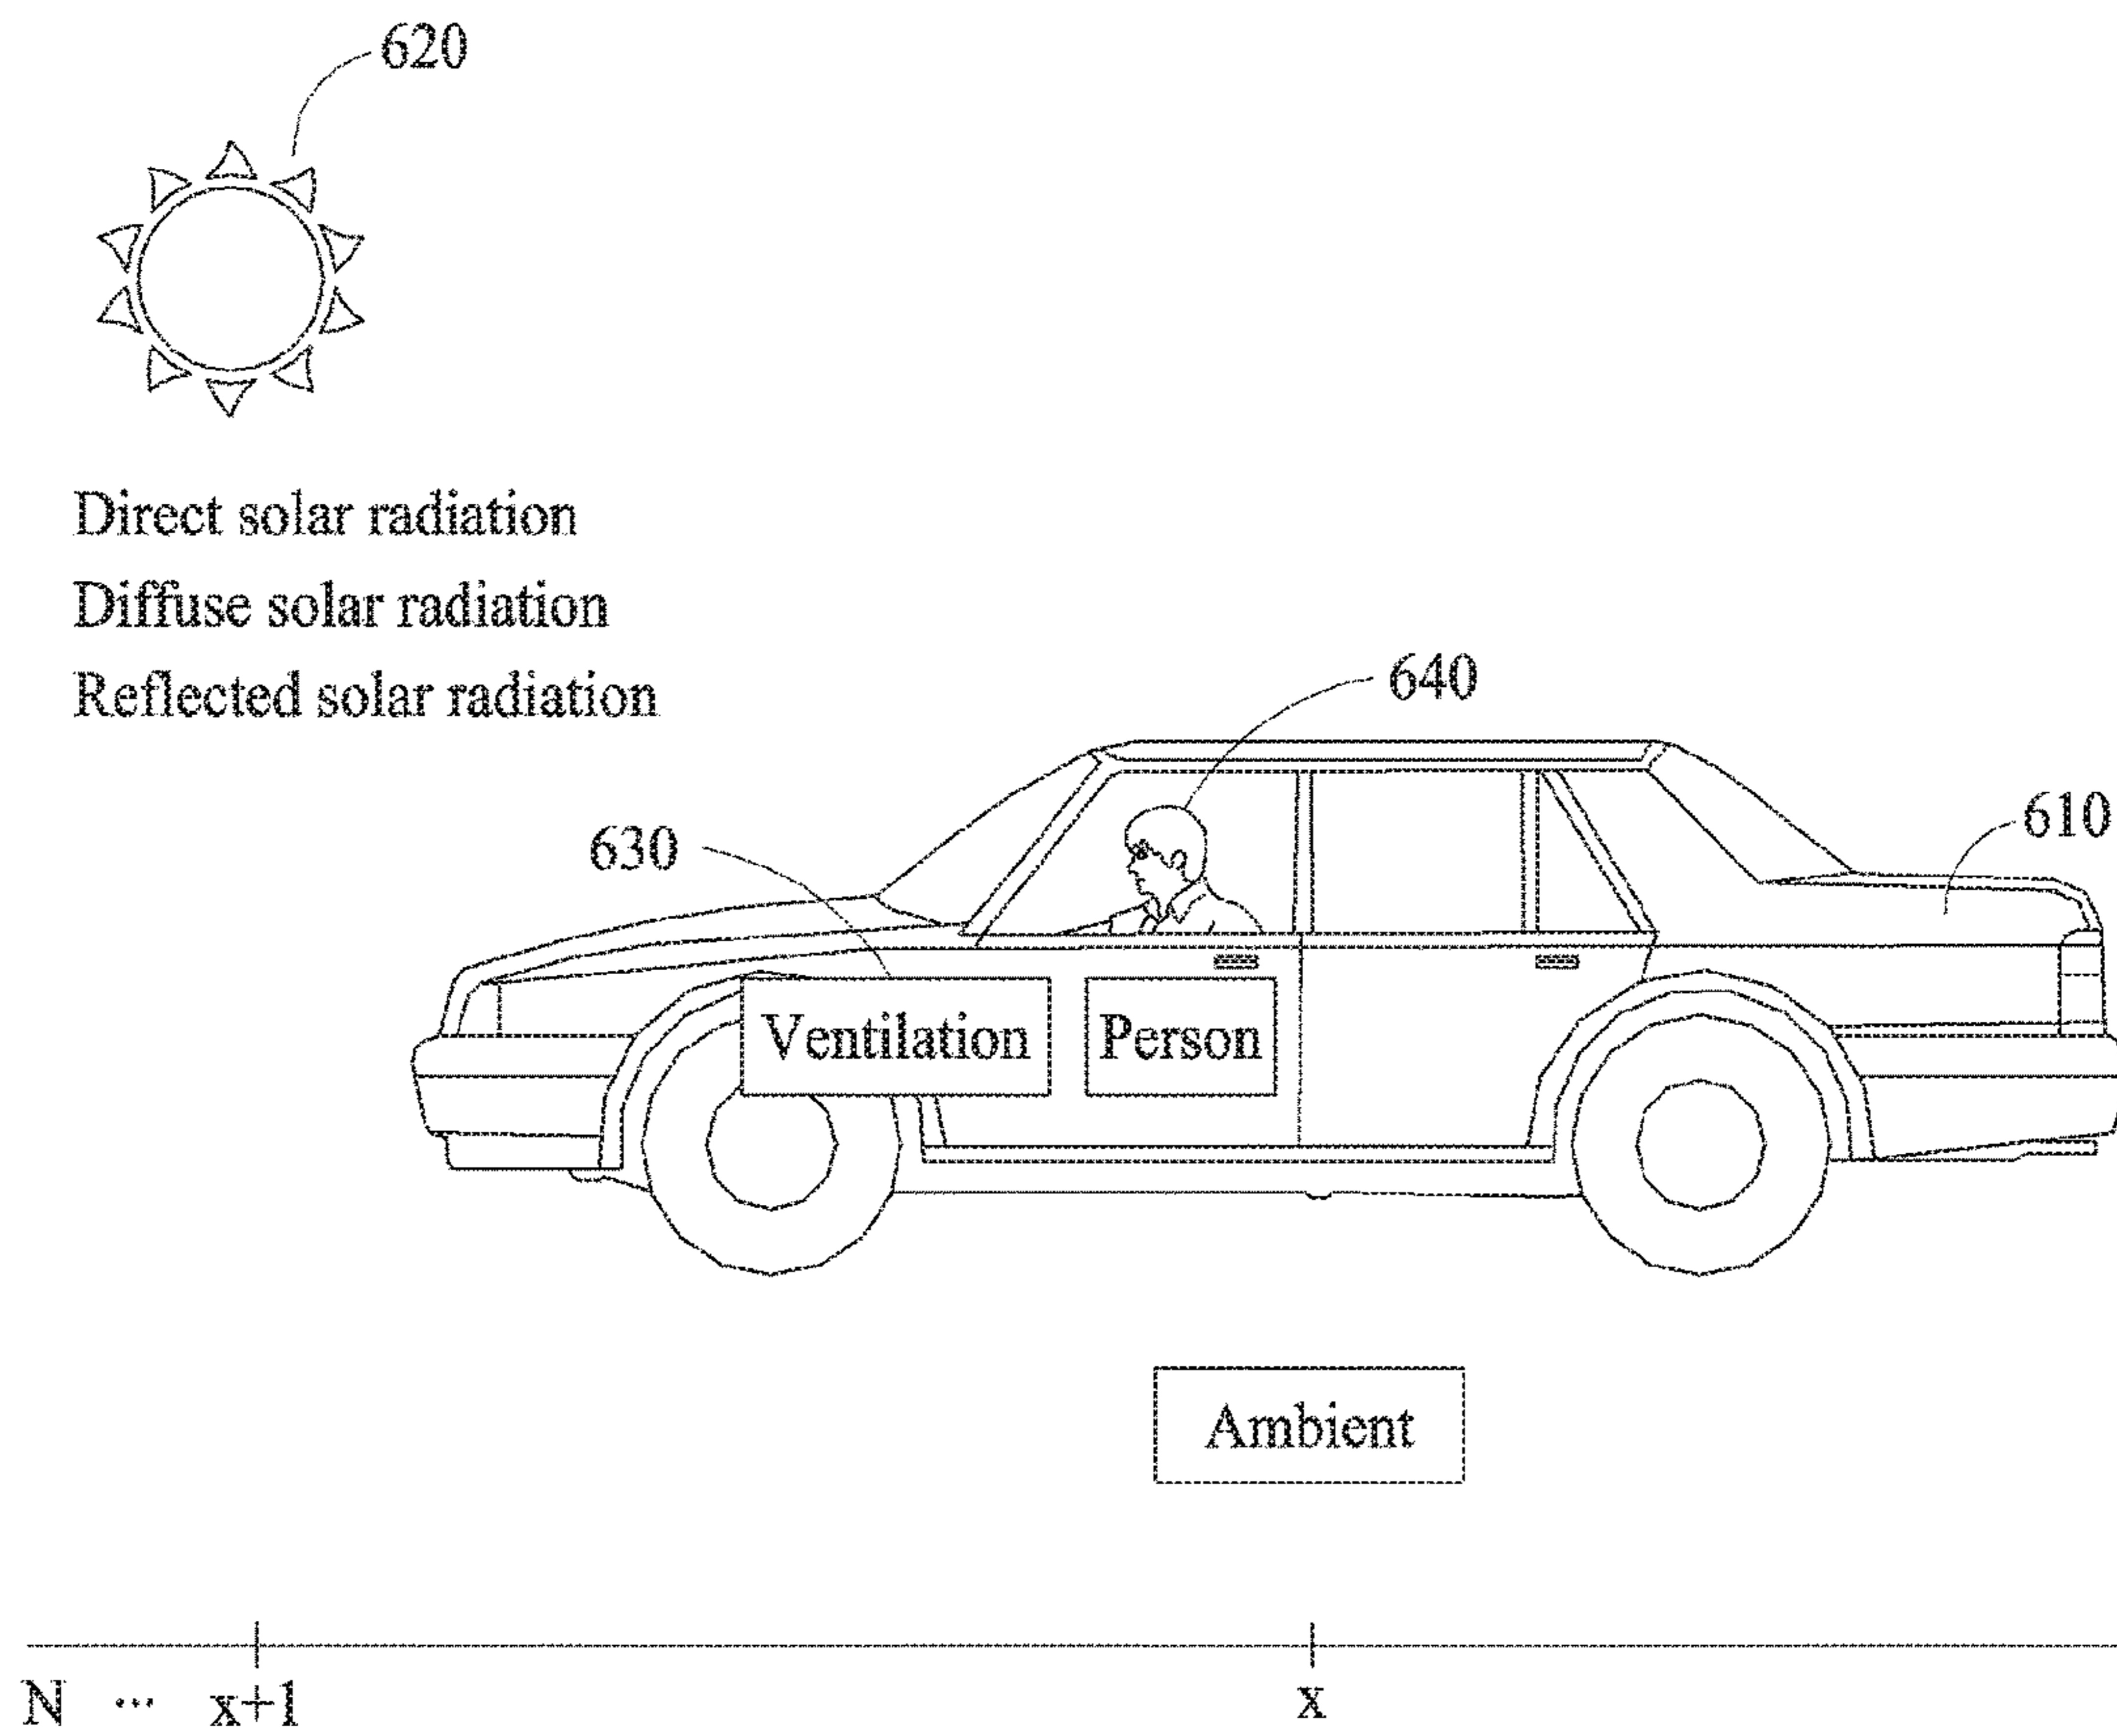 620
Direct solar radiation
Diffuse solar radiation
Reflected solar radiation
640
610
630
Ventilation
Person
Ambient
N ... x+1 x